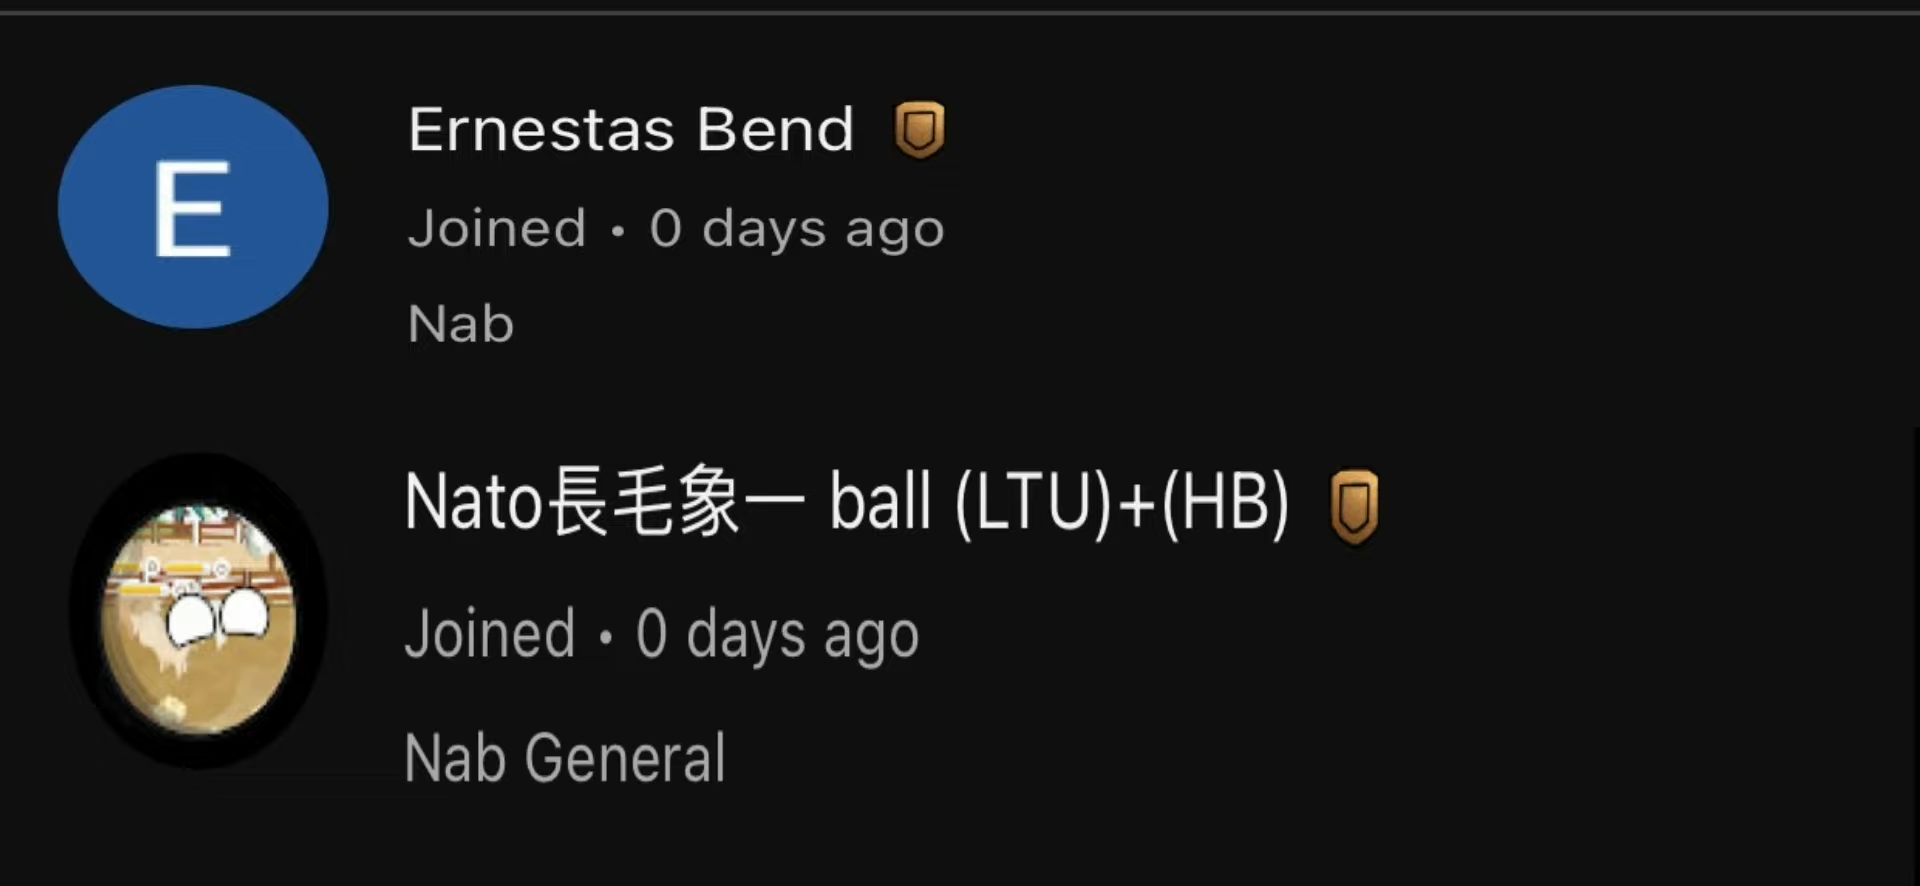 E
Ernestas Bend
Joined • 0 days ago
Nab
Nato長毛象一 ball (LTU)+(HB)
Joined • 0 days ago
Nab General